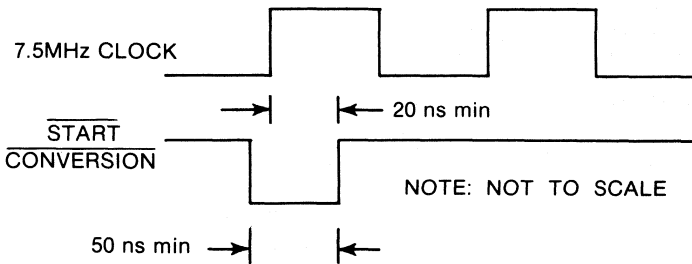 7.5MHz CLOCK
20 ns min
START
CONVERSION
NOTE: NOT TO SCALE
50 ns min